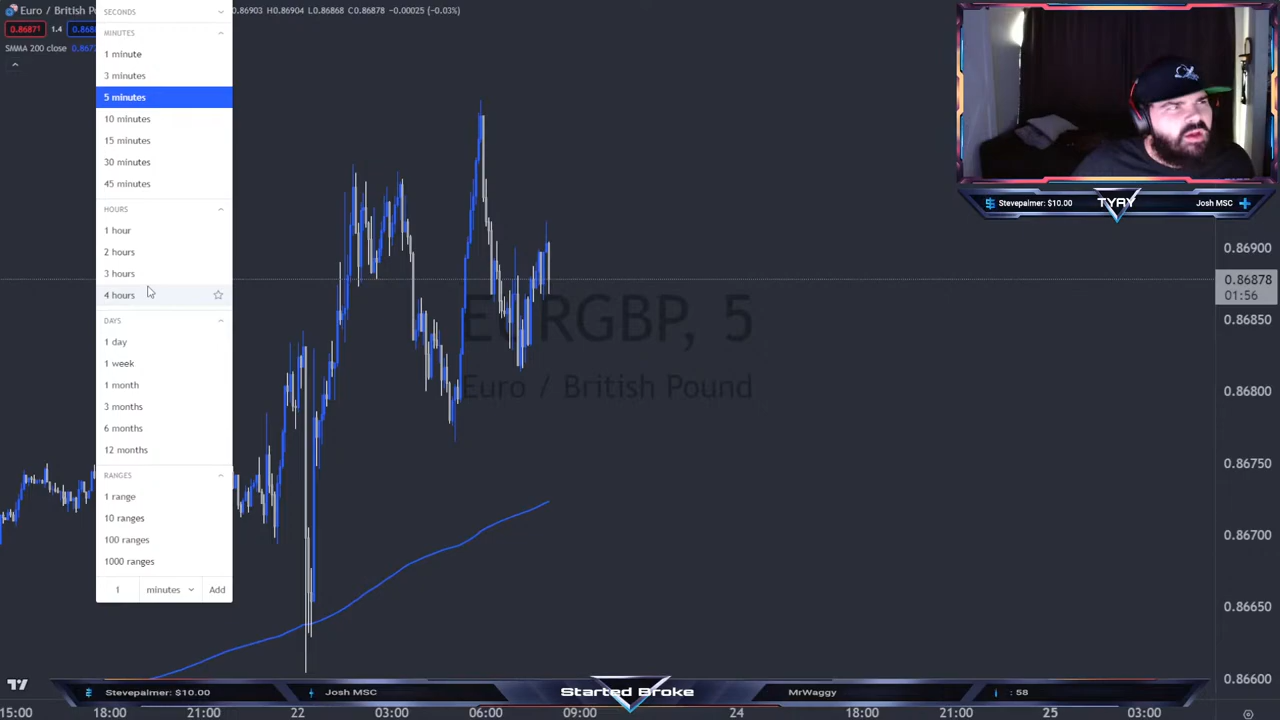 Euro / British P
0.86903 H0.86904 L0.86868 C0.86878 -0.00025 (-0.03%)
0.86871 1.4 0.868
SMMA 200 close 0.8677
SECONDS
MINUTES
1 minute
3 minutes
5 minutes
10 minutes
15 minutes
30 minutes
45 minutes
HOURS
1 hour
2 hours
3 hours
4 hours
DAYS
1 day
1 week
1 month
3 months
6 months
12 months
RANGES
1 range
10 ranges
100 ranges
1000 ranges
1 minutes Add
EURGBP, 5
Euro / British Pound
Stevepalmer: $10.00 TYAY Josh MSC
0.86900
0.86878
01:56
0.86850
0.86800
0.86750
0.86700
0.86650
0.86600
Stevepalmer: $10.00 Josh MSC Started Broke MrWaggy : 58
15:00 18:00 21:00 22 03:00 06:00 09:00 24 18:00 21:00 25 03:00